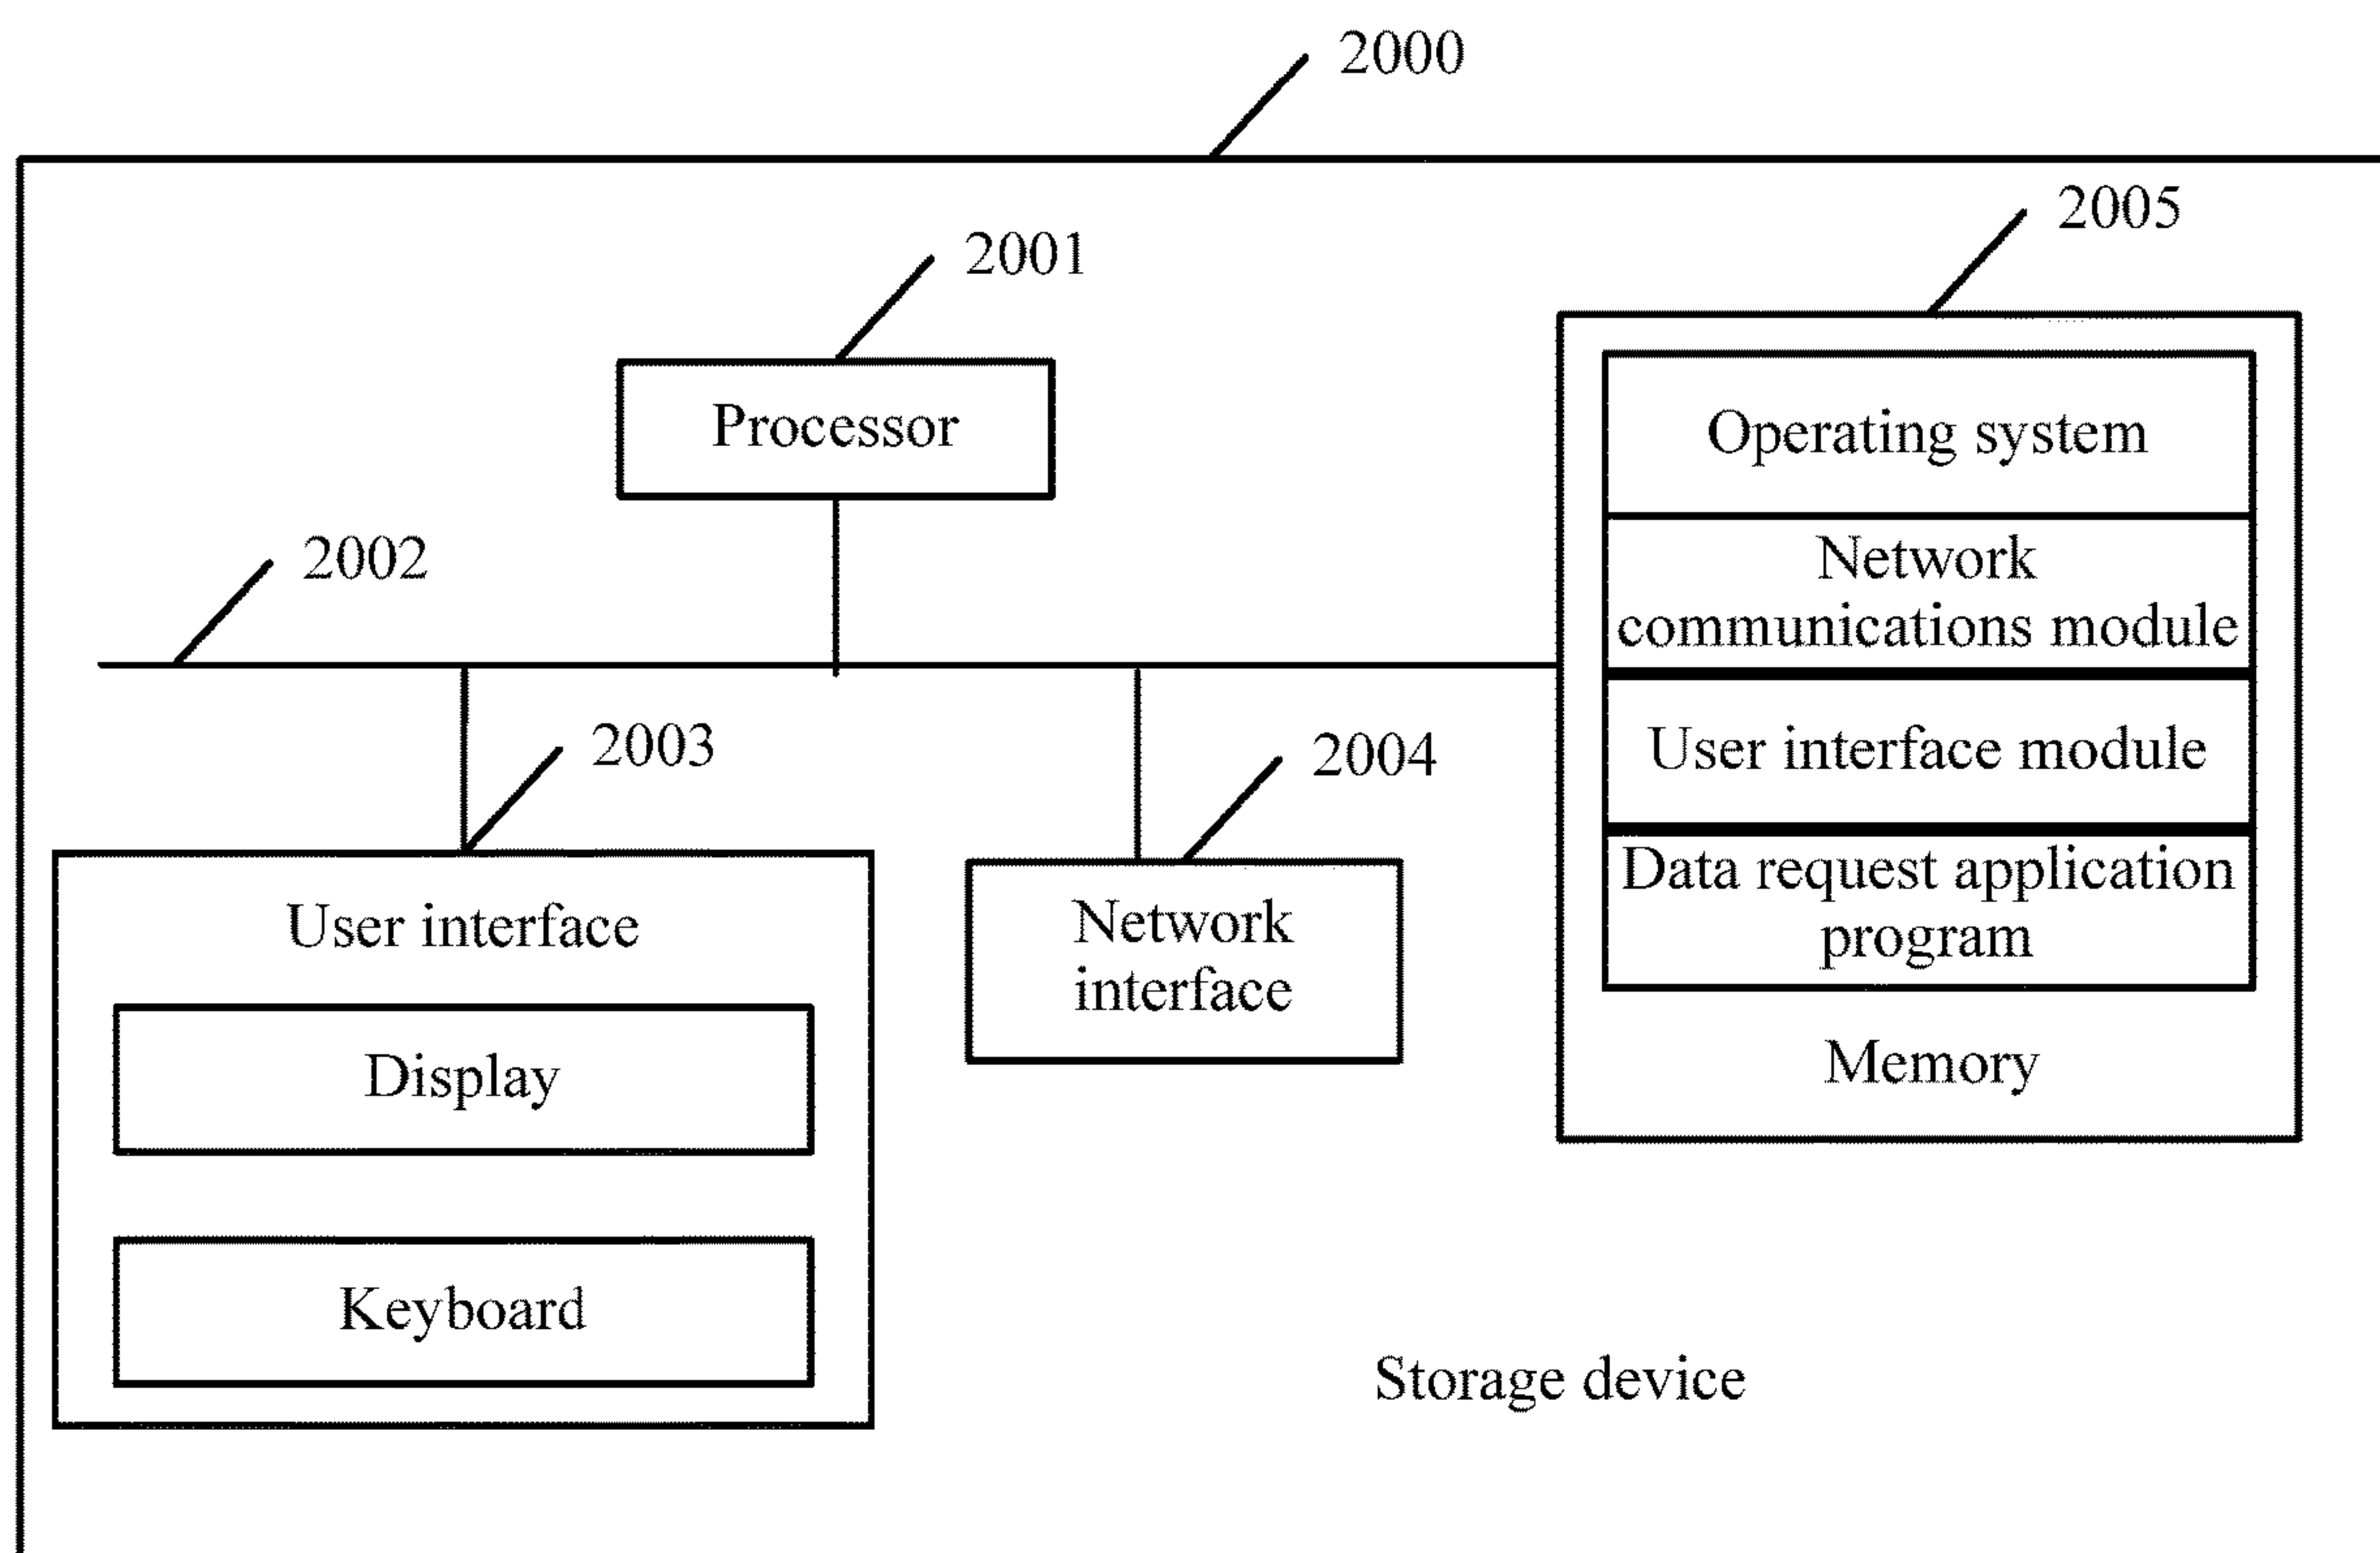 2000
2005
2001
Processor
Operating system
Network
communications module
2002
User interface module
2003
2004
Data request application
program
User interface
Network
interface
Memory
Display
Keyboard
Storage device